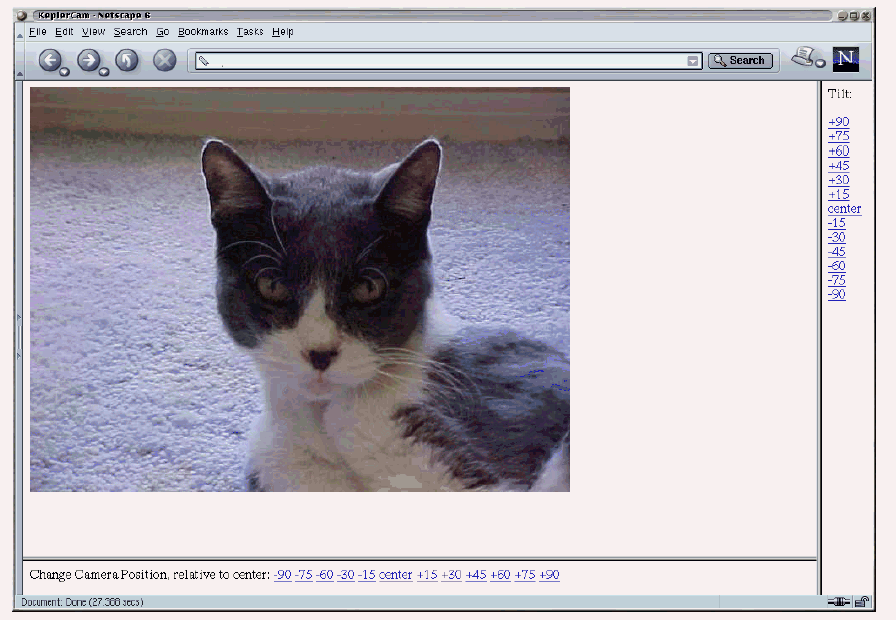 KeplerCam - Netscape 6
File Edit View Search Go Bookmarks Tasks Help
Search
N
Tilt:
+90
+75
+60
+45
+30
+15
center
-15
-30
-45
-60
-75
-90
Change Camera Position, relative to center: -90 -75 -60 -30 -15 center +15 +30 +45 +60 +75 +90
Document: Done (27.388 secs)